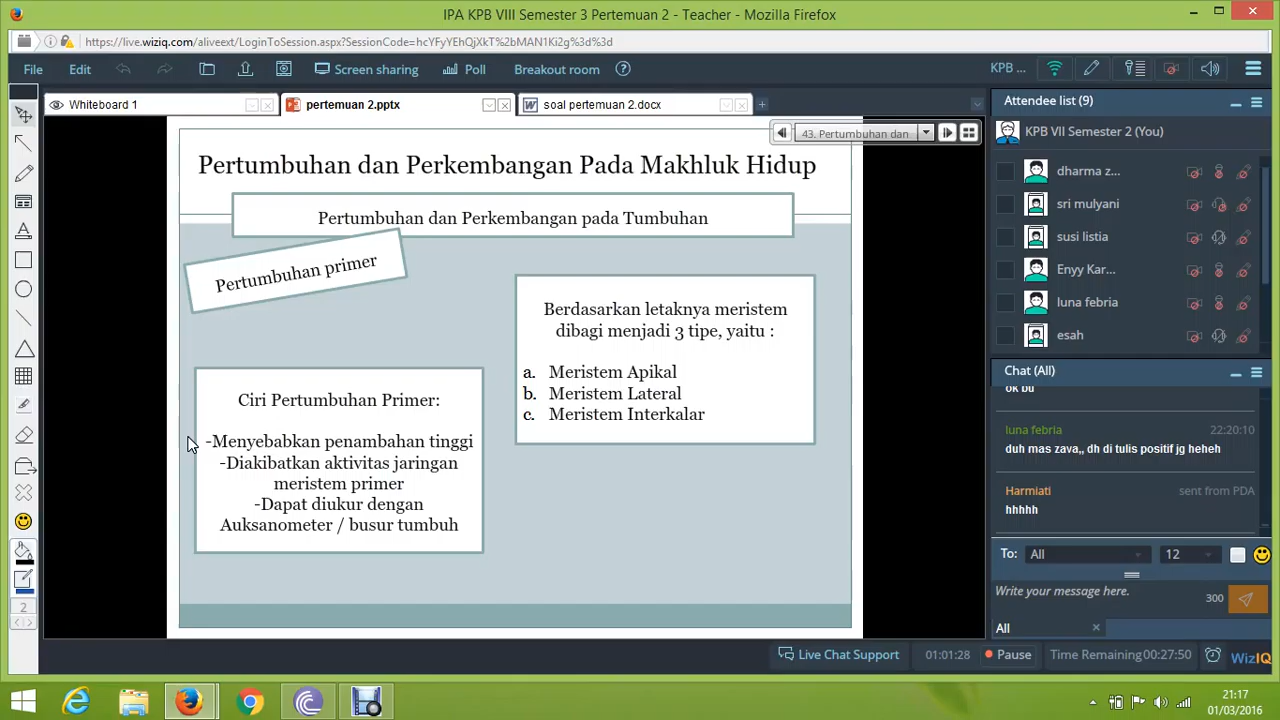 IPA KPB VIII Semester 3 Pertemuan 2 - Teacher - Mozilla Firefox
https://live.wiziq.com/aliveext/LoginToSession.aspx?SessionCode=hcYFyYEhQjXkT%2bMAN1Ki2g%3d%3d
File Edit Screen sharing Poll Breakout room ? KPB ...
Whiteboard 1
pertemuan 2.pptx
soal pertemuan 2.docx
43. Pertumbuhan dan
Pertumbuhan dan Perkembangan Pada Makhluk Hidup
Pertumbuhan dan Perkembangan pada Tumbuhan
Pertumbuhan primer
Ciri Pertumbuhan Primer:
-Menyebabkan penambahan tinggi
-Diakibatkan aktivitas jaringan
meristem primer
-Dapat diukur dengan
Auksanometer / busur tumbuh
Berdasarkan letaknya meristem
dibagi menjadi 3 tipe, yaitu :
a. Meristem Apikal
b. Meristem Lateral
c. Meristem Interkalar
2
Attendee list (9)
KPB VII Semester 2 (You)
dharma z...
sri mulyani
susi listia
Enyy Kar...
luna febria
esah
Chat (All)
ok bu
luna febria 22:20:10
duh mas zava,, dh di tulis positif jg heheh
Harmiati sent from PDA
hhhhh
To: All 12
Write your message here. 300
All
Live Chat Support 01:01:28 Pause Time Remaining 00:27:50 WizIQ
21:17
01/03/2016